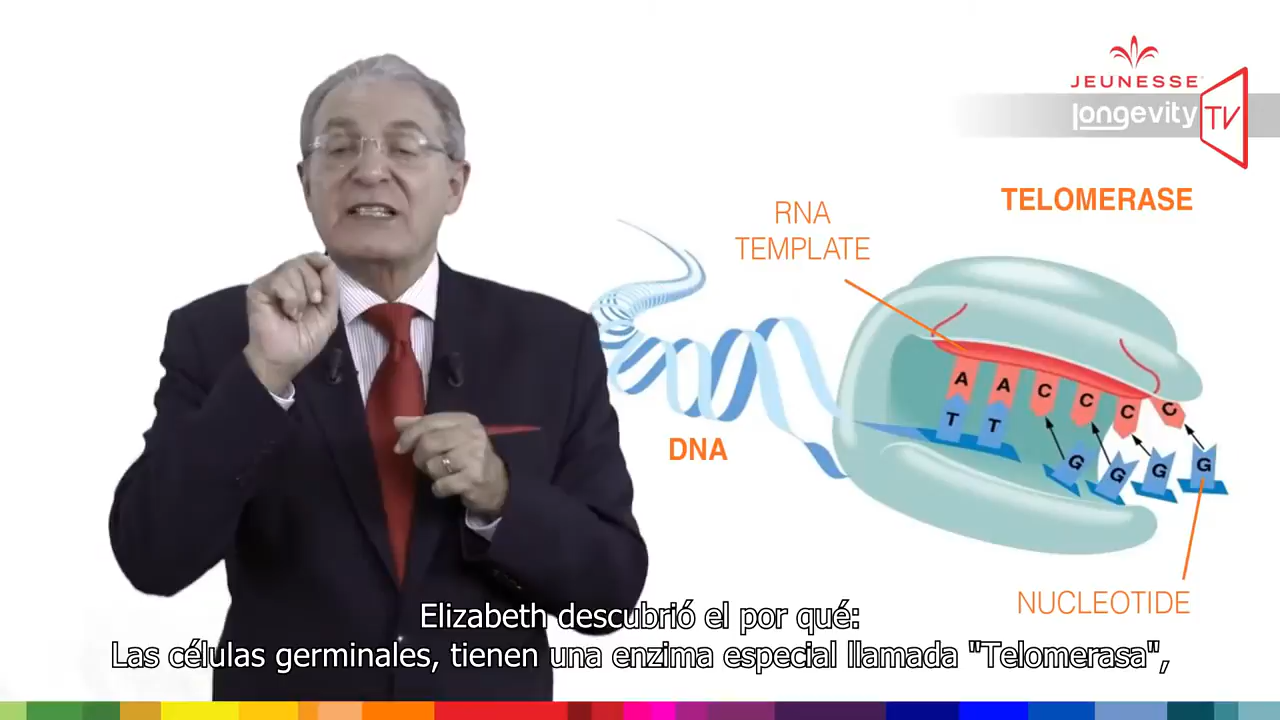 JEUNESSE
longevity TV
TELOMERASE
RNA
TEMPLATE
A A C C C C
T T
G G G G
DNA
NUCLEOTIDE
Elizabeth descubrió el por qué:
Las células germinales, tienen una enzima especial llamada "Telomerasa",